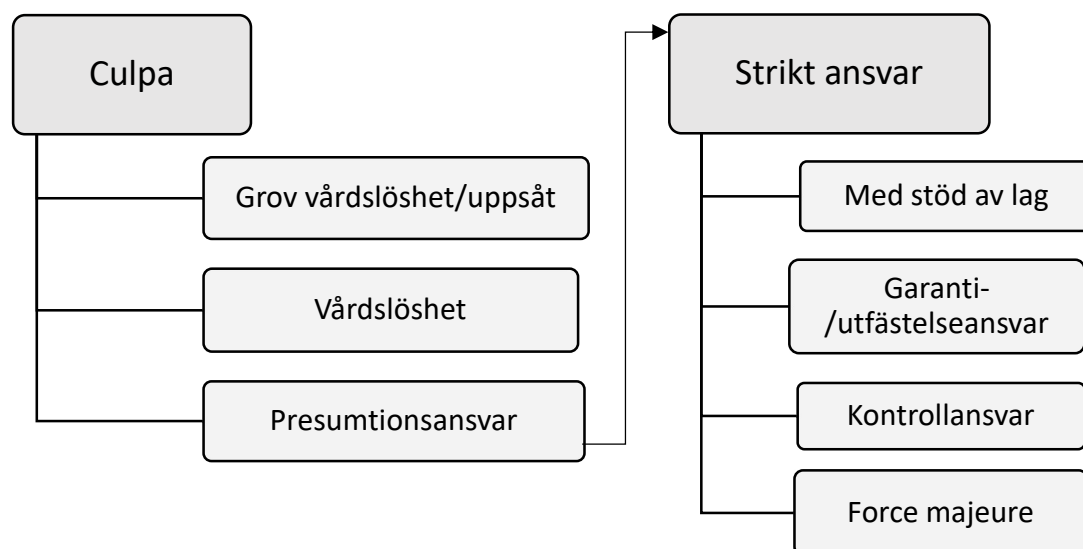 Culpa
Grov vårdslöshet/uppsåt
Vårdslöshet
Presumtionsansvar
Strikt ansvar
Med stöd av lag
Garanti-
/utfästelseansvar
Kontrollansvar
Force majeure